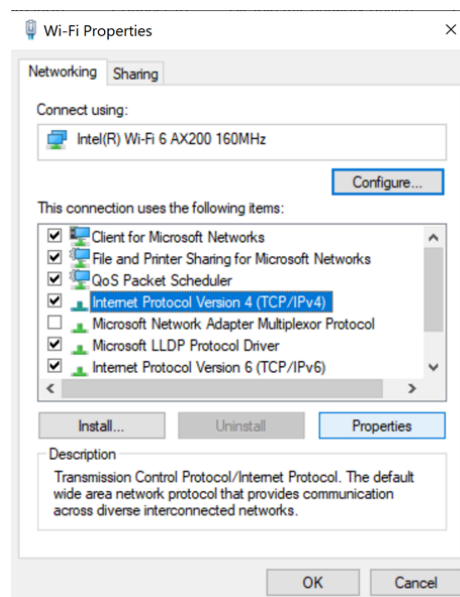 Wi-Fi Properties
Networking
Sharing
Connect using:
Intel(R) Wi-Fi 6 AX200 160MHz
Configure...
This connection uses the following items:
Client for Microsoft Networks
File and Printer Sharing for Microsoft Networks
QoS Packet Scheduler
Internet Protocol Version 4 (TCP/IPv4)
Microsoft Network Adapter Multiplexor Protocol
Microsoft LLDP Protocol Driver
Internet Protocol Version 6 (TCP/IPv6)
Install...
Uninstall
Properties
Description
Transmission Control Protocol/Internet Protocol. The default
wide area network protocol that provides communication
across diverse interconnected networks.
OK
Cancel